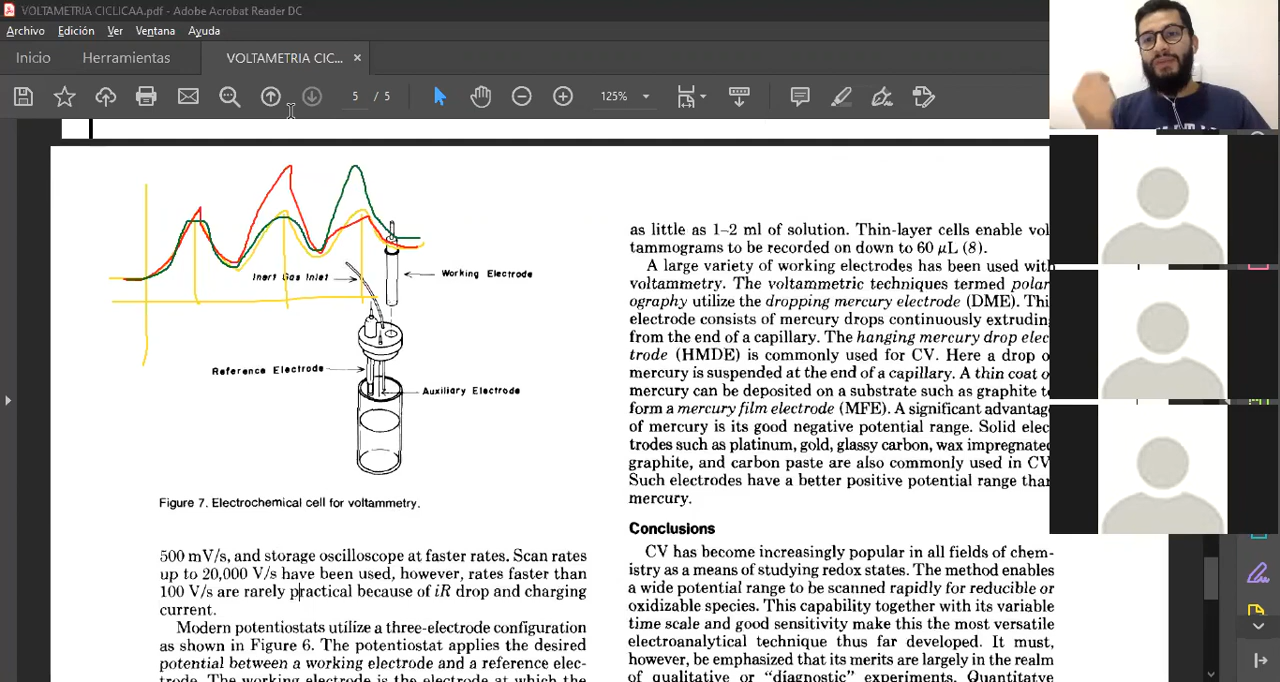 VOLTAMETRIA CICLICAA.pdf - Adobe Acrobat Reader DC
Archivo Edición Ver Ventana Ayuda
Inicio Herramientas VOLTAMETRIA CIC... ×
5 / 5 125%
Inert Gas Inlet
Working Electrode
Reference Electrode
Auxiliary Electrode
Figure 7. Electrochemical cell for voltammetry.
500 mV/s, and storage oscilloscope at faster rates. Scan rates
up to 20,000 V/s have been used, however, rates faster than
100 V/s are rarely practical because of iR drop and charging
current.
Modern potentiostats utilize a three-electrode configuration
as shown in Figure 6. The potentiostat applies the desired
potential between a working electrode and a reference elec-
trode. The working electrode is the electrode at which the
as little as 1–2 ml of solution. Thin-layer cells enable vol
tammograms to be recorded on down to 60 μL (8).
A large variety of working electrodes has been used with
voltammetry. The voltammetric techniques termed polar
ography utilize the dropping mercury electrode (DME). Thi
electrode consists of mercury drops continuously extrudin
from the end of a capillary. The hanging mercury drop elec
trode (HMDE) is commonly used for CV. Here a drop o
mercury is suspended at the end of a capillary. A thin coat o
mercury can be deposited on a substrate such as graphite t
form a mercury film electrode (MFE). A significant advantage
of mercury is its good negative potential range. Solid elec
trodes such as platinum, gold, glassy carbon, wax impregnated
graphite, and carbon paste are also commonly used in CV
Such electrodes have a better positive potential range than
mercury.
Conclusions
CV has become increasingly popular in all fields of chem-
istry as a means of studying redox states. The method enables
a wide potential range to be scanned rapidly for reducible or
oxidizable species. This capability together with its variable
time scale and good sensitivity make this the most versatile
electroanalytical technique thus far developed. It must,
however, be emphasized that its merits are largely in the realm
of qualitative or "diagnostic" experiments. Quantitative